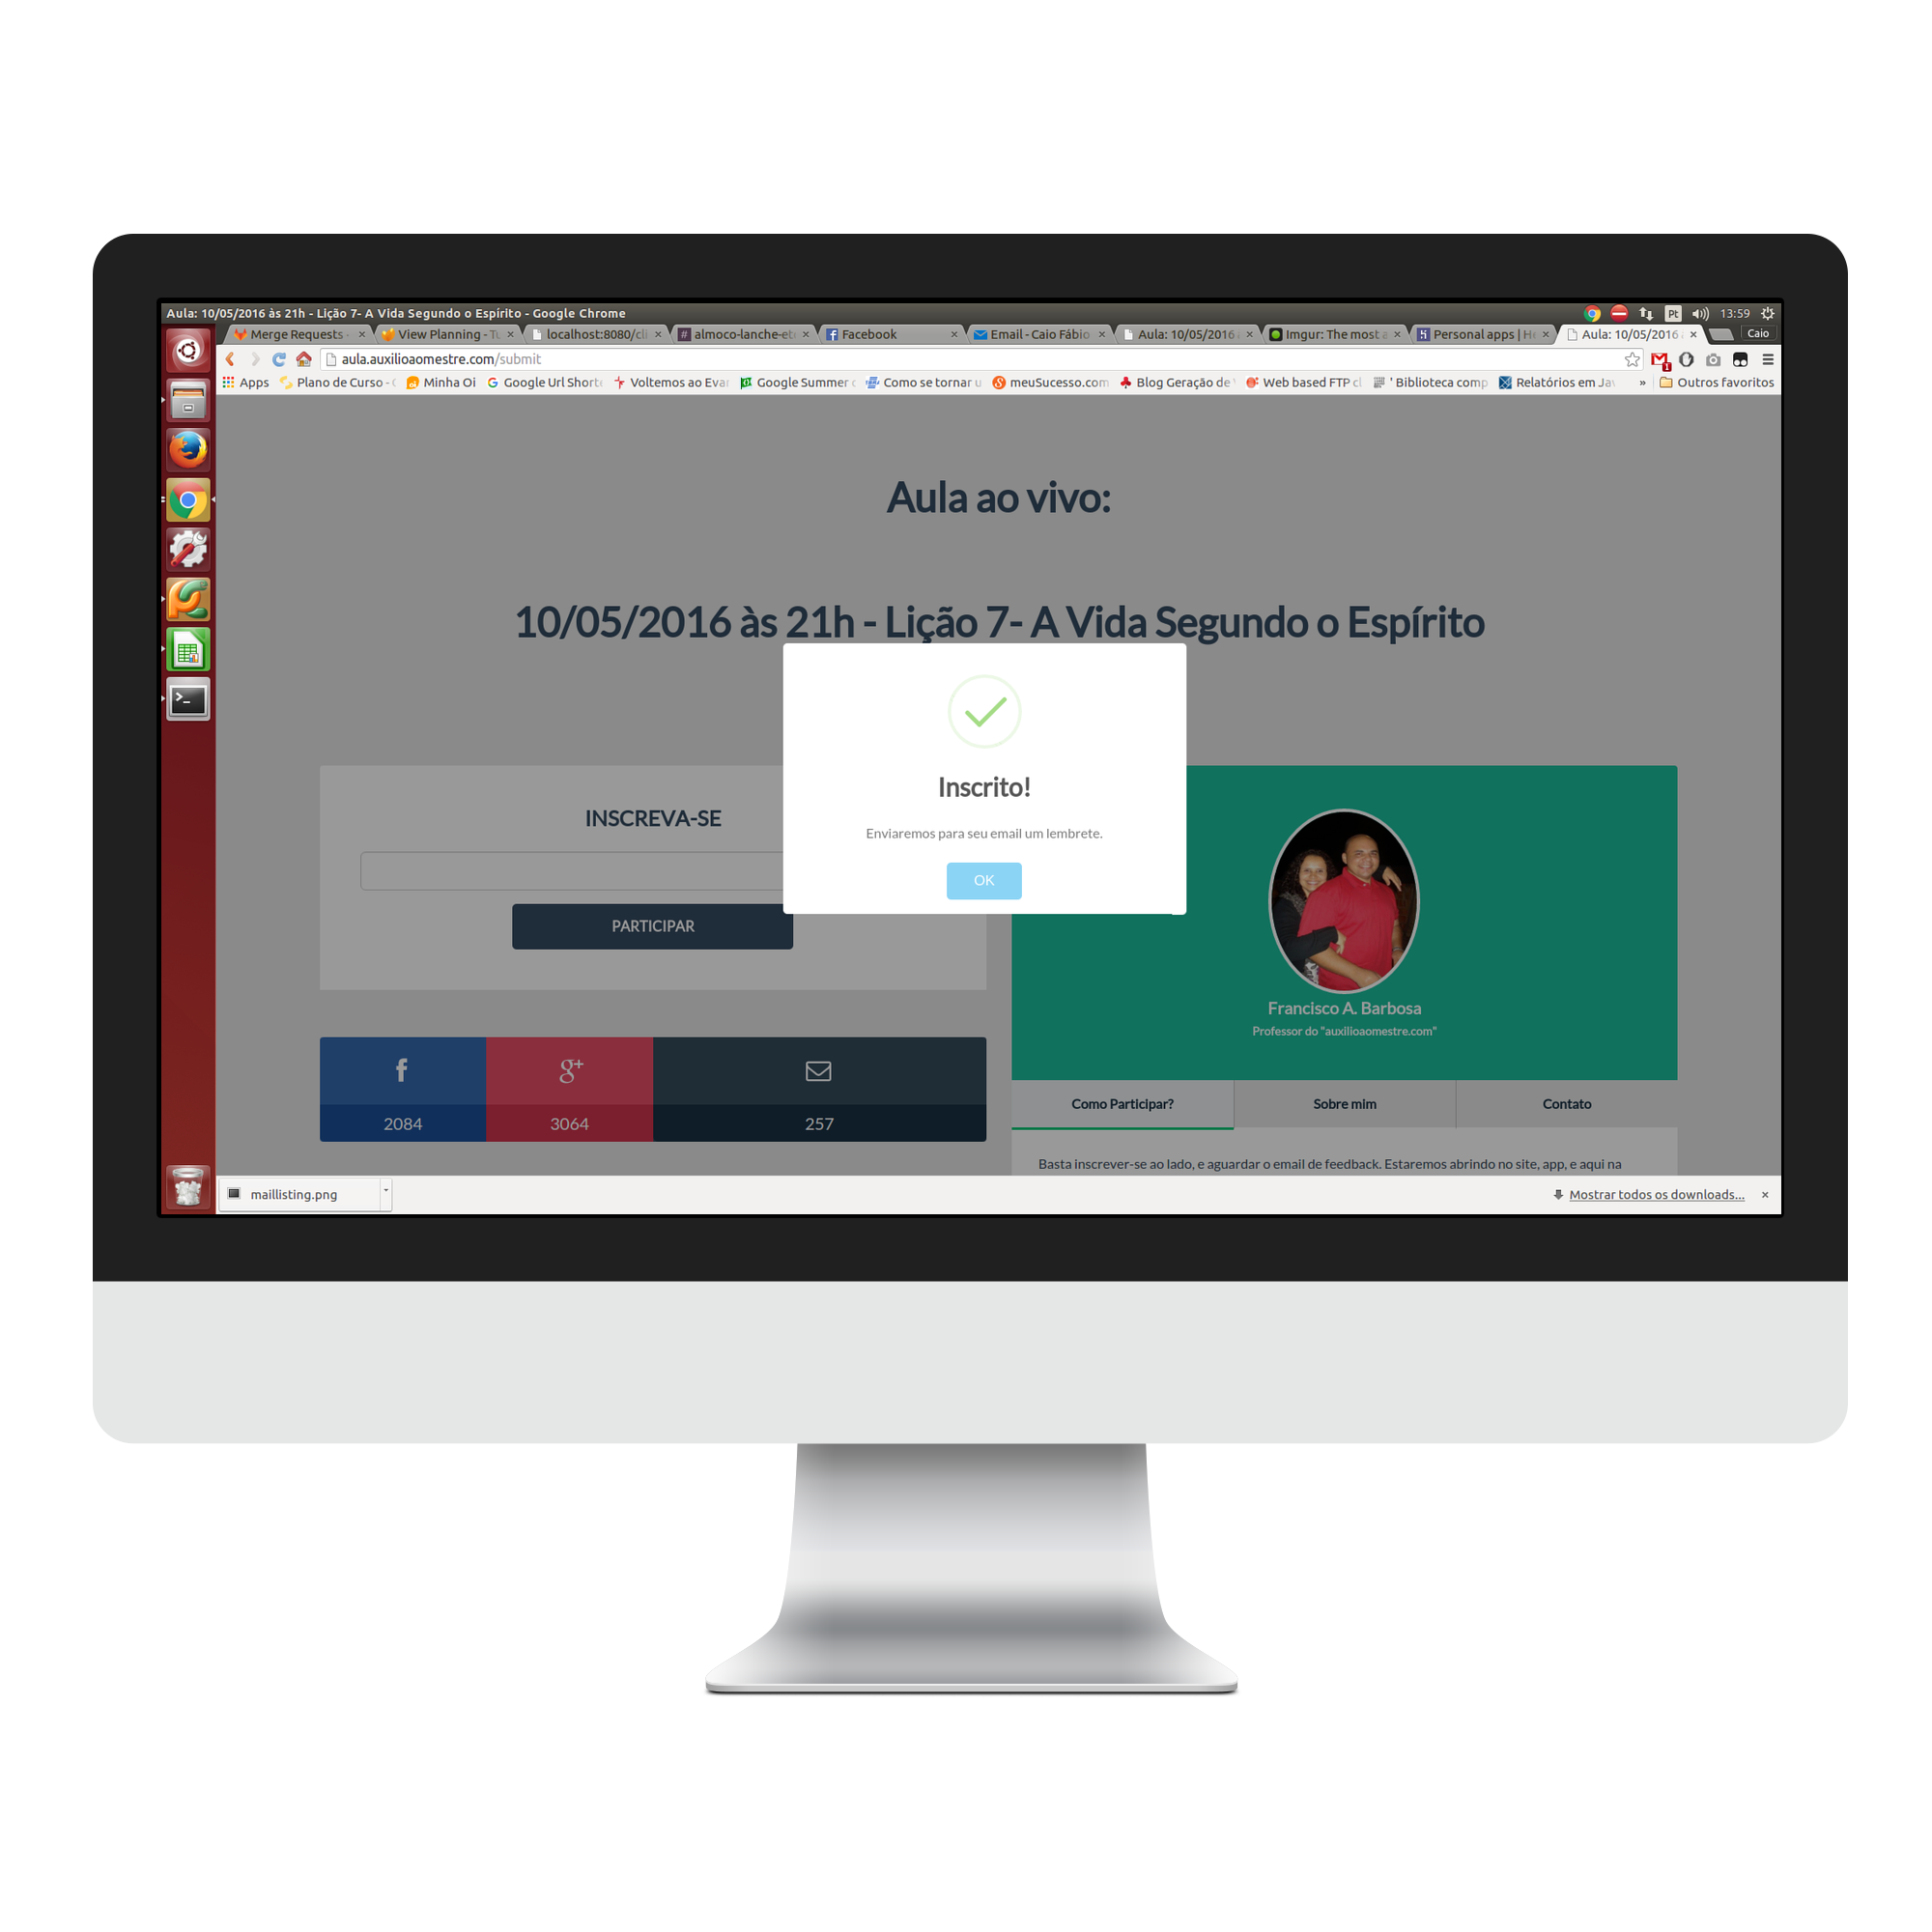 Aula: 10/05/2016 às 21h - Lição 7- A Vida Segundo o Espírito - Google Chrome
Pt 13:59
Merge Requests - View Planning - Tu localhost:8080/cli almoco-lanche-et Facebook Email - Caio Fábio Aula: 10/05/2016 Imgur: The most a Personal apps | He Aula: 10/05/2016 Caio
aula.auxilioaomestre.com/submit
1
Apps Plano de Curso - Minha Oi Google Url Shorte Voltemos ao Evan Google Summer Como se tornar u meuSucesso.com Blog Geração de Web based FTP cl ' Biblioteca comp Relatórios em Jav » Outros favoritos
Aula ao vivo:
10/05/2016 às 21h - Lição 7- A Vida Segundo o Espírito
Inscrito!
Enviaremos para seu email um lembrete.
OK
INSCREVA-SE
PARTICIPAR
f g+
2084 3064 257
Francisco A. Barbosa
Professor do "auxilioaomestre.com"
Como Participar? Sobre mim Contato
Basta inscrever-se ao lado, e aguardar o email de feedback. Estaremos abrindo no site, app, e aqui na
maillisting.png
Mostrar todos os downloads...